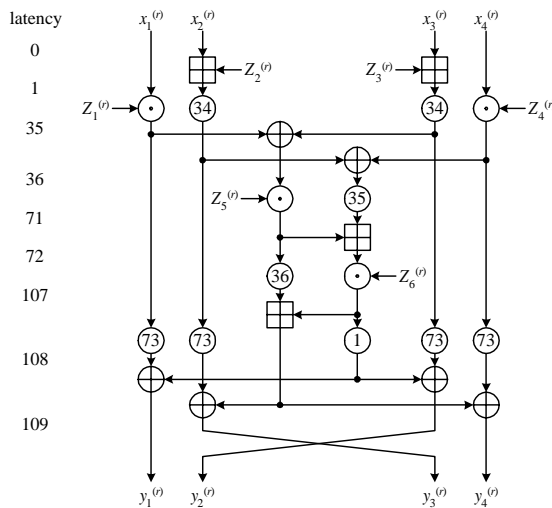 latency x₁⁽ʳ⁾ x₂⁽ʳ⁾ x₃⁽ʳ⁾ x₄⁽ʳ⁾
0
Z₂⁽ʳ⁾ Z₃⁽ʳ⁾
1
Z₁⁽ʳ⁾ 34 34 Z₄⁽ʳ⁾
35
36
Z₅⁽ʳ⁾ 35
71
72
36 Z₆⁽ʳ⁾
107
73 73 1 73 73
108
109
y₁⁽ʳ⁾ y₂⁽ʳ⁾ y₃⁽ʳ⁾ y₄⁽ʳ⁾